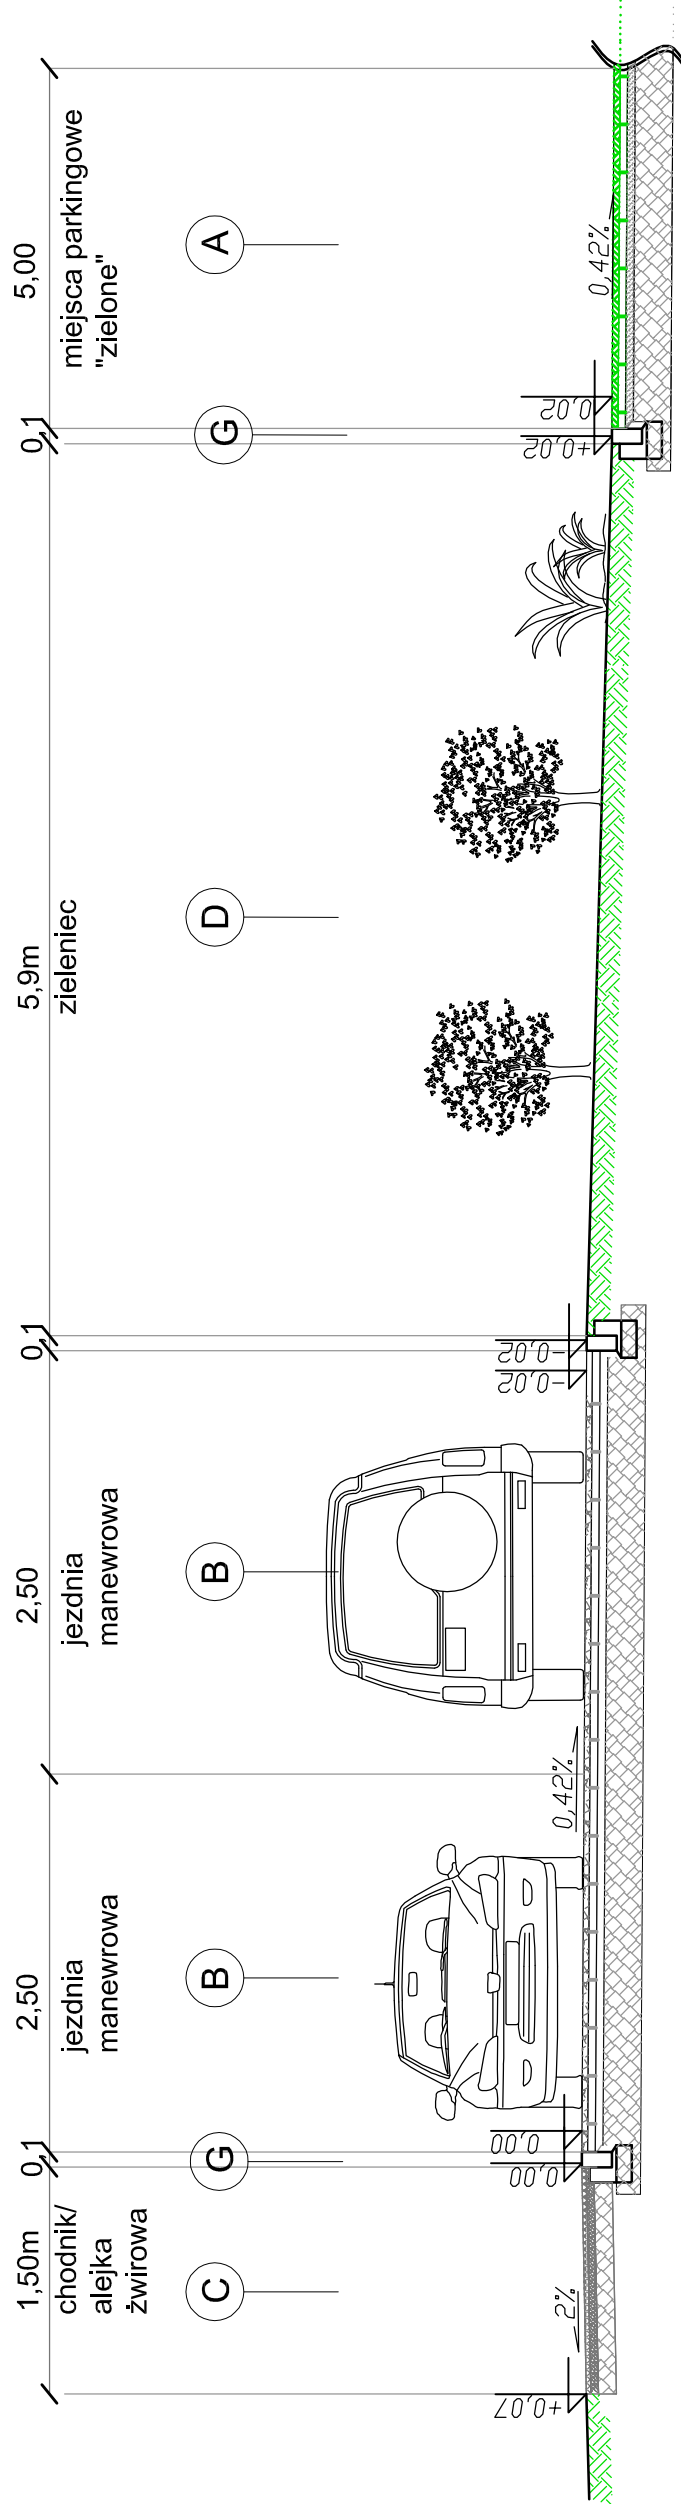 1,50m
0,1
2,50
2,50
0,1
5,9m
0,1
5,00
chodnik/
alejka
żwirowa
jezdnia
manewrowa
jezdnia
manewrowa
zieleniec
miejsca parkingowe
"zielone"
C
G
B
B
D
G
A
+0,07
2%
0,00
0,00
0,42%
-0,02
-0,02
+0,02
0,02
0,42%